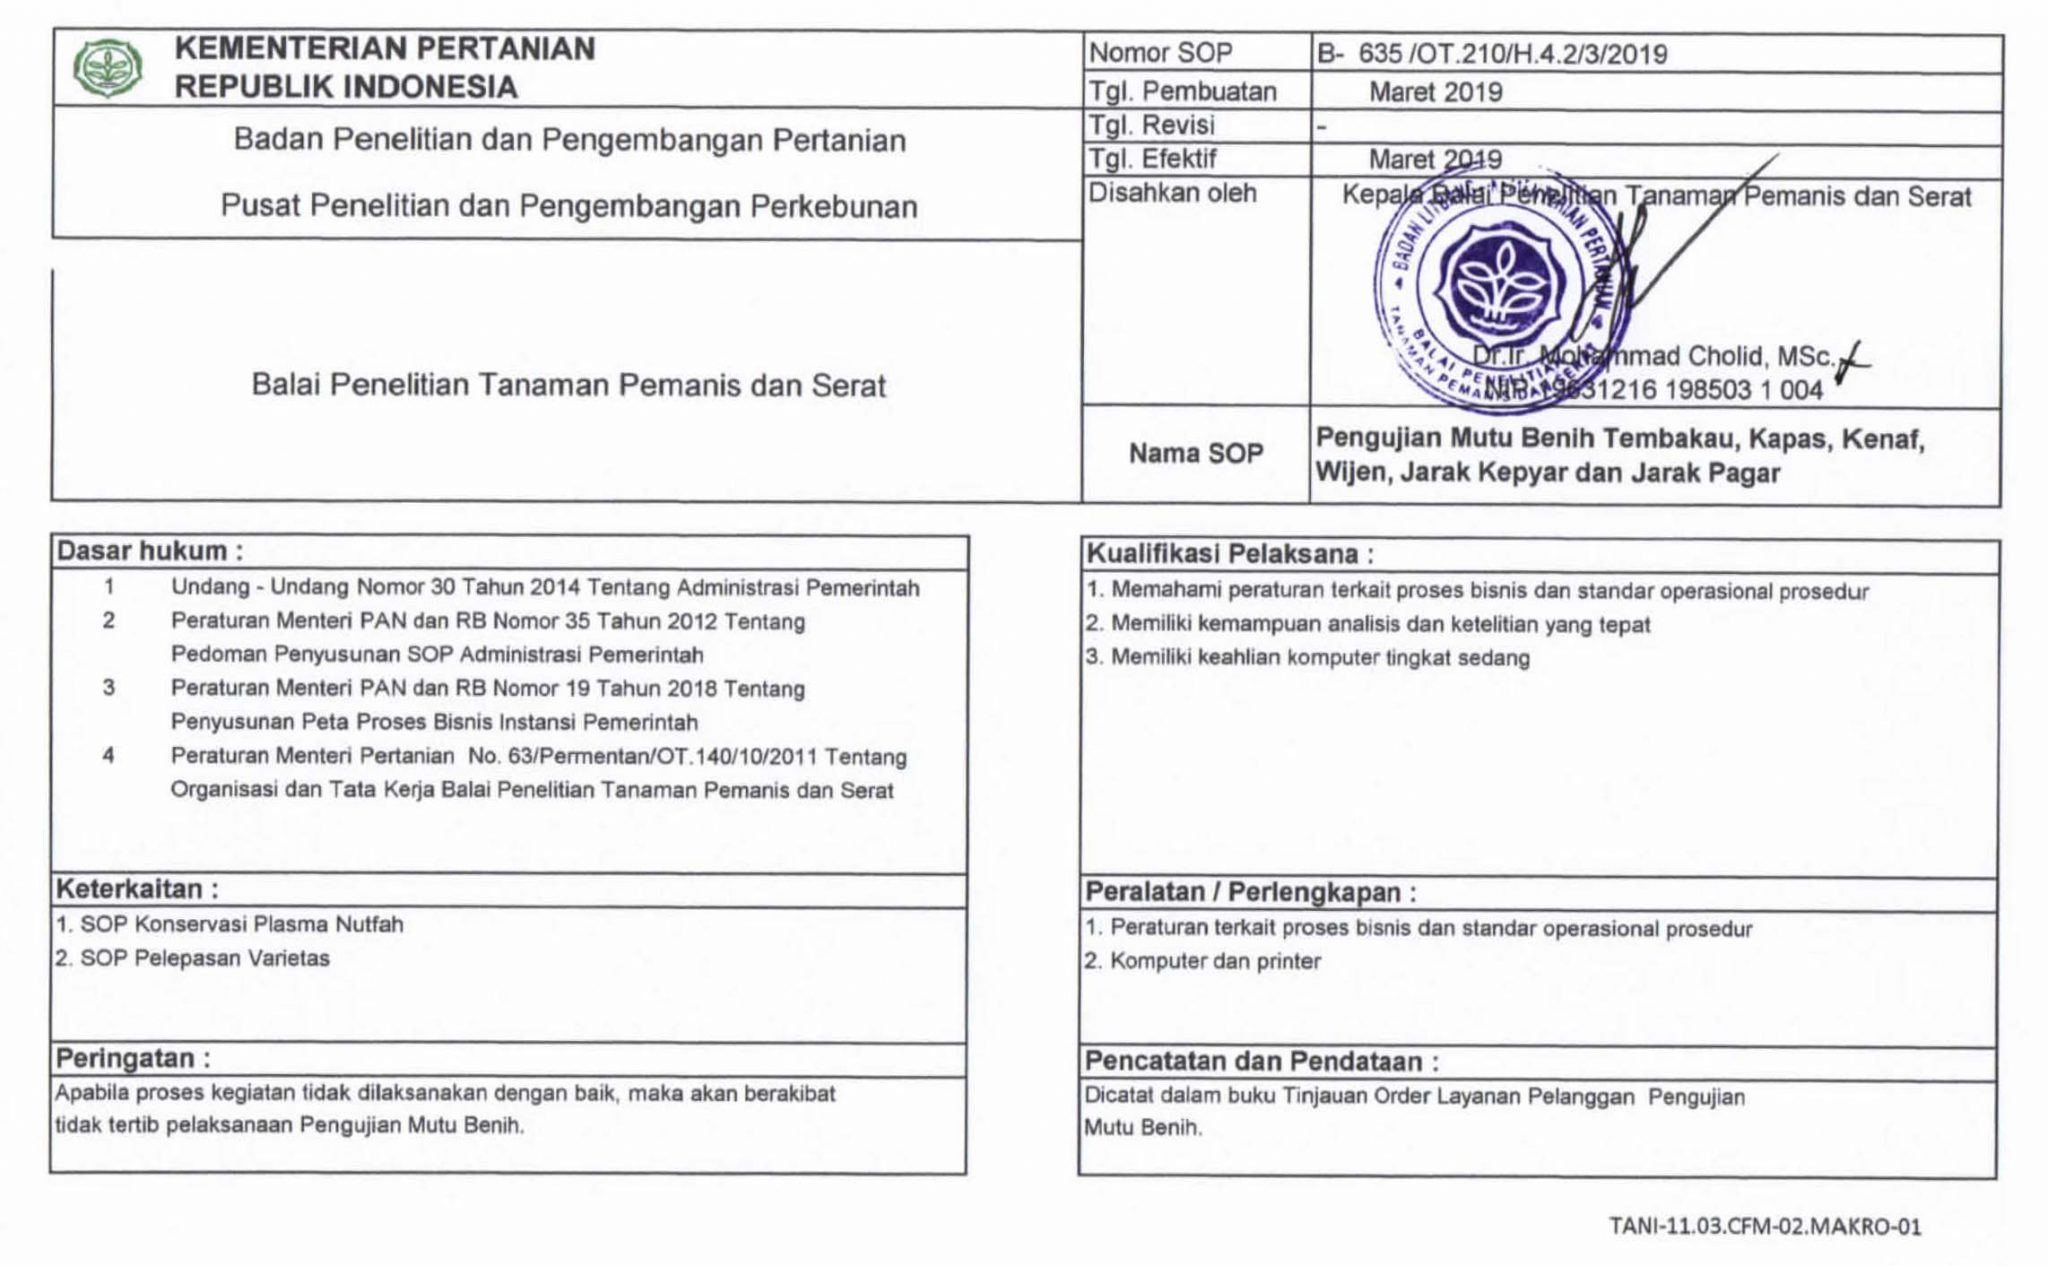 KEMENTERIAN PERTANIAN
REPUBLIK INDONESIA
Badan Penelitian dan Pengembangan Pertanian
Pusat Penelitian dan Pengembangan Perkebunan
Balai Penelitian Tanaman Pemanis dan Serat
Nomor SOP B- 635 /OT.210/H.4.2/3/2019
Tgl. Pembuatan Maret 2019
Tgl. Revisi -
Tgl. Efektif Maret 2019
Disahkan oleh Kepala Balai Penelitian Tanaman Pemanis dan Serat
BADAN LITBANG PERTANIAN
BALAI PENELITIAN
TANAMAN PEMANIS DAN SERAT
Dr.Ir. Mohammad Cholid, MSc.
NIP. 19631216 198503 1 004
Nama SOP Pengujian Mutu Benih Tembakau, Kapas, Kenaf,
Wijen, Jarak Kepyar dan Jarak Pagar
Dasar hukum :
1 Undang - Undang Nomor 30 Tahun 2014 Tentang Administrasi Pemerintah
2 Peraturan Menteri PAN dan RB Nomor 35 Tahun 2012 Tentang
Pedoman Penyusunan SOP Administrasi Pemerintah
3 Peraturan Menteri PAN dan RB Nomor 19 Tahun 2018 Tentang
Penyusunan Peta Proses Bisnis Instansi Pemerintah
4 Peraturan Menteri Pertanian No. 63/Permentan/OT.140/10/2011 Tentang
Organisasi dan Tata Kerja Balai Penelitian Tanaman Pemanis dan Serat
Kualifikasi Pelaksana :
1. Memahami peraturan terkait proses bisnis dan standar operasional prosedur
2. Memiliki kemampuan analisis dan ketelitian yang tepat
3. Memiliki keahlian komputer tingkat sedang
Keterkaitan :
1. SOP Konservasi Plasma Nutfah
2. SOP Pelepasan Varietas
Peralatan / Perlengkapan :
1. Peraturan terkait proses bisnis dan standar operasional prosedur
2. Komputer dan printer
Peringatan :
Apabila proses kegiatan tidak dilaksanakan dengan baik, maka akan berakibat
tidak tertib pelaksanaan Pengujian Mutu Benih.
Pencatatan dan Pendataan :
Dicatat dalam buku Tinjauan Order Layanan Pelanggan Pengujian
Mutu Benih.
TANI-11.03.CFM-02.MAKRO-01